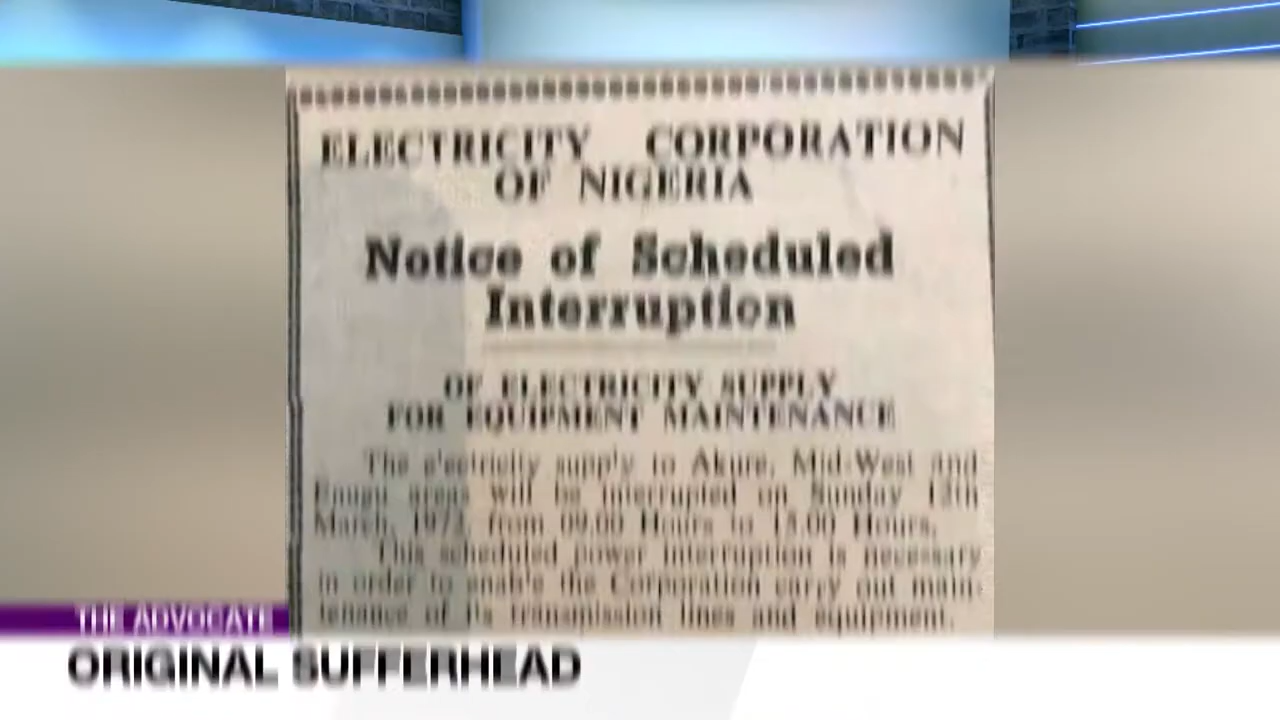 ELECTRICITY CORPORATION
OF NIGERIA
Notice of Scheduled
Interruption
OF ELECTRICITY SUPPLY
FOR EQUIPMENT MAINTENANCE
The electricity supply to Akure, Mid-West and
Enugu areas will be interrupted on Sunday 12th
March, 1972 from 09.00 Hours to 15.00 Hours.
This scheduled power interruption is necessary
in order to enable the Corporation carry out main-
tenance of its transmission lines and equipment.
THE ADVOCATE
ORIGINAL SUFFERHEAD